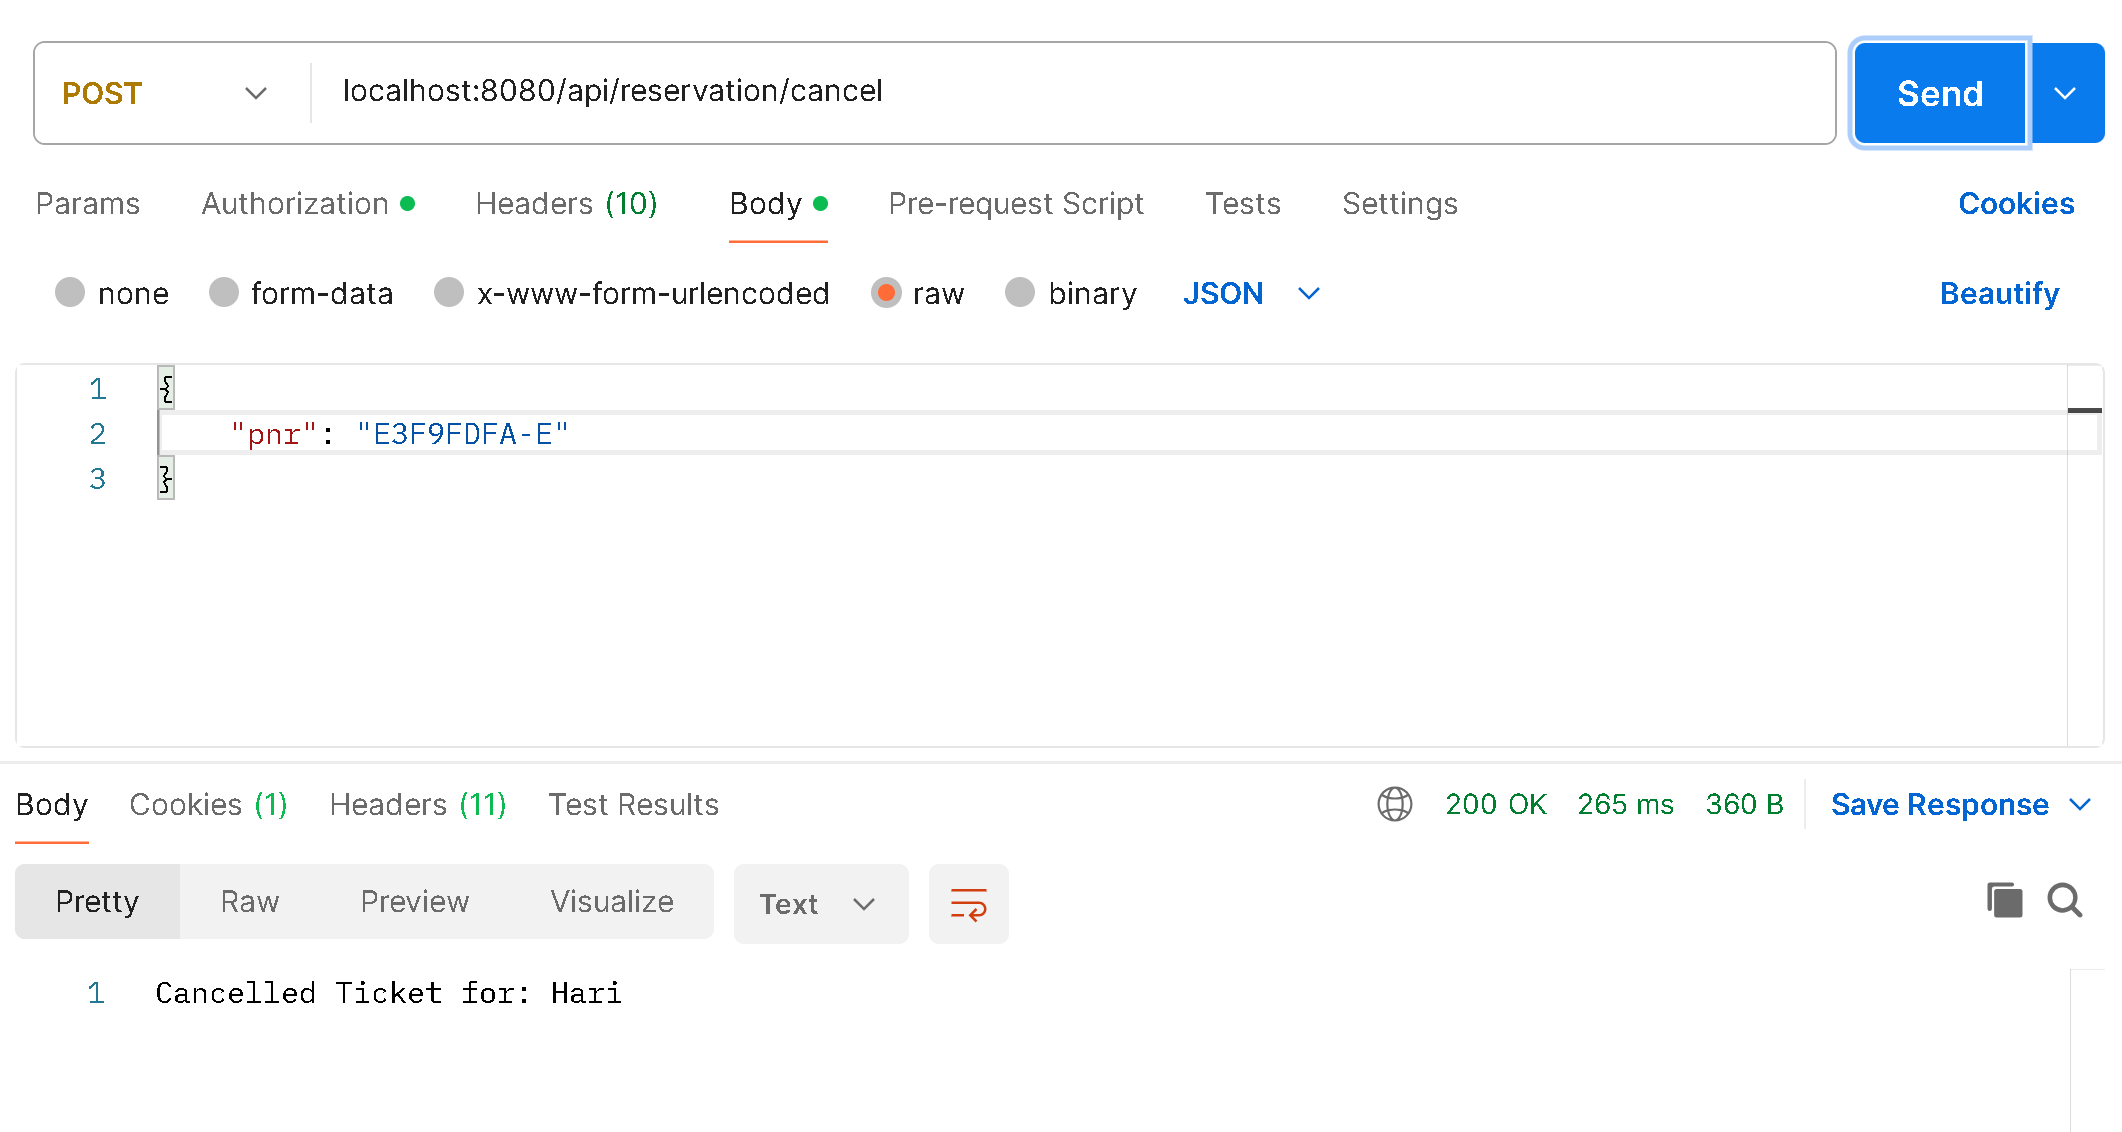 POST localhost:8080/api/reservation/cancel Send
Params Authorization Headers (10) Body Pre-request Script Tests Settings Cookies
none form-data x-www-form-urlencoded raw binary JSON Beautify
1 {
2 "pnr": "E3F9FDFA-E"
3 }
Body Cookies (1) Headers (11) Test Results 200 OK 265 ms 360 B Save Response
Pretty Raw Preview Visualize Text
1 Cancelled Ticket for: Hari